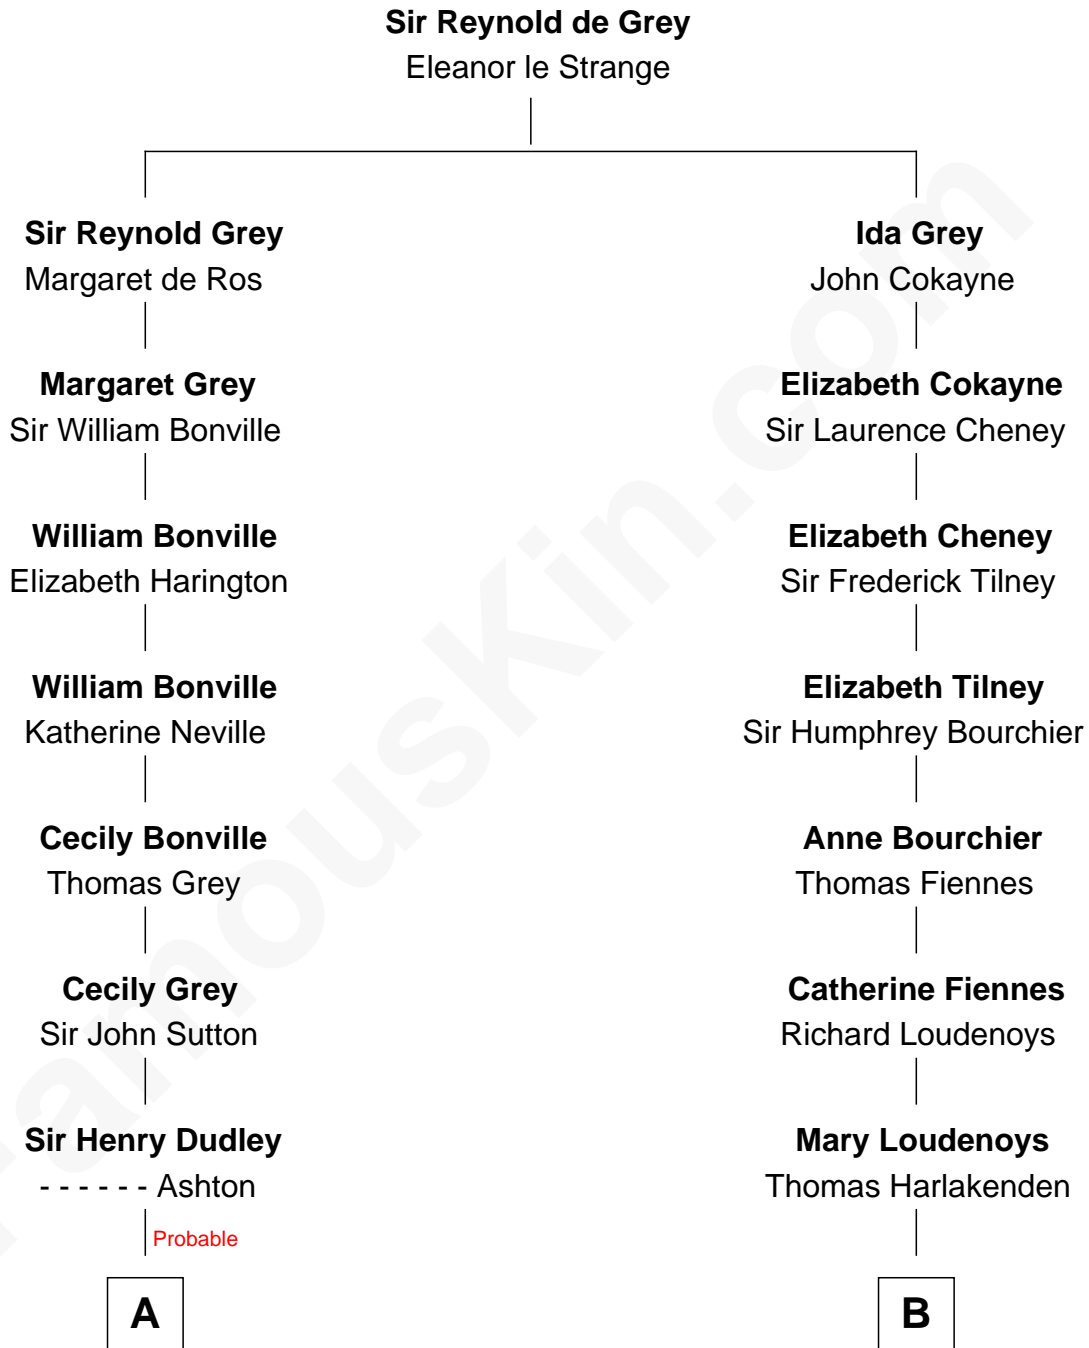 Sir Reynold de Grey
Eleanor le Strange
Sir Reynold Grey
Margaret de Ros
Ida Grey
John Cokayne
Margaret Grey
Sir William Bonville
Elizabeth Cokayne
Sir Laurence Cheney
William Bonville
Elizabeth Harington
Elizabeth Cheney
Sir Frederick Tilney
William Bonville
Katherine Neville
Elizabeth Tilney
Sir Humphrey Bourchier
Cecily Bonville
Thomas Grey
Anne Bourchier
Thomas Fiennes
Cecily Grey
Sir John Sutton
Catherine Fiennes
Richard Loudenoys
Sir Henry Dudley
- - - - - - Ashton
Mary Loudenoys
Thomas Harlakenden
Probable
A
B
FamousKin.com